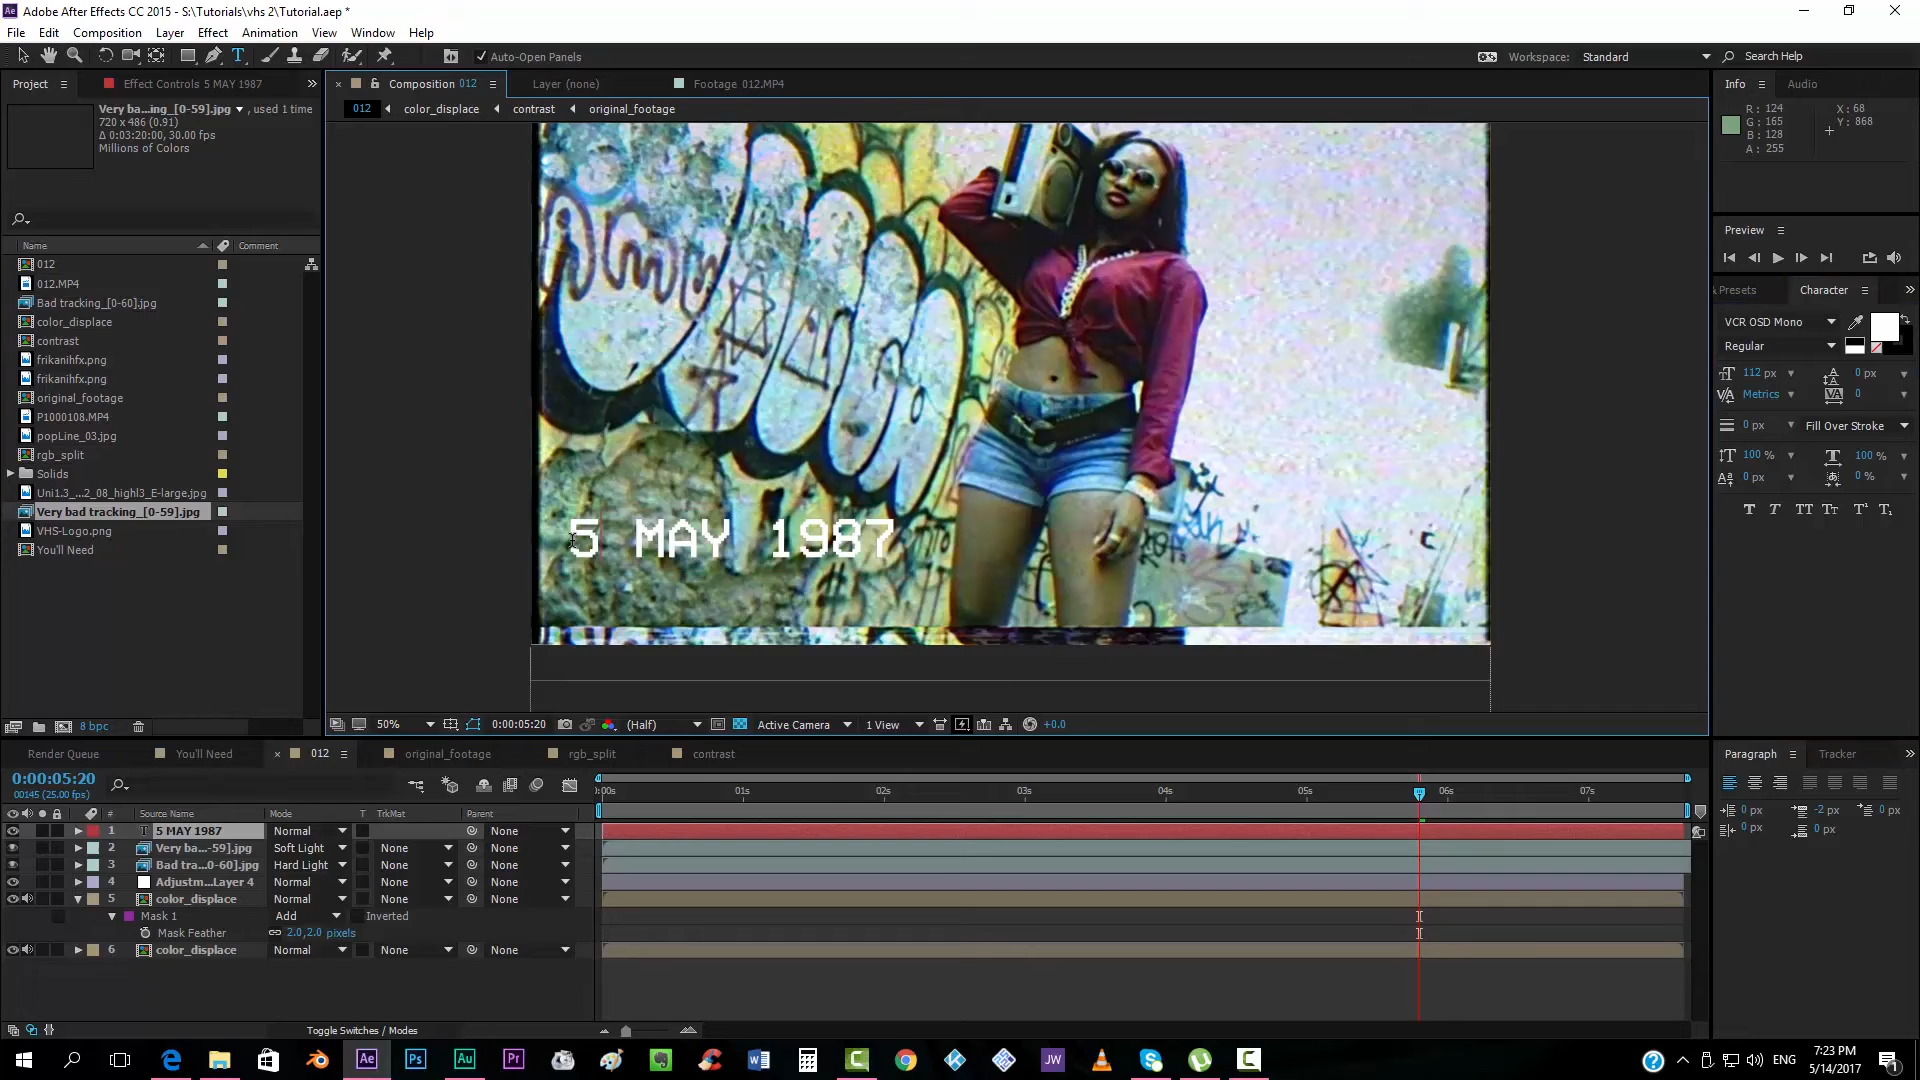 Adobe After Effects CC 2015 - S:\Tutorials\vhs 2\Tutorial.aep *
File Edit Composition Layer Effect Animation View Window Help
Auto-Open Panels
Workspace: Standard
Search Help
Project
Effect Controls 5 MAY 1987
Very ba...ing_[0-59].jpg , used 1 time
720 x 486 (0.91)
Δ 0:03:20:00, 30.00 fps
Millions of Colors
Name Comment
012
012.MP4
Bad tracking_[0-60].jpg
color_displace
contrast
frikanihfx.png
frikanihfx.png
original_footage
P1000108.MP4
popLine_03.jpg
rgb_split
Solids
Uni1.3_...2_08_highl3_E-large.jpg
Very bad tracking_[0-59].jpg
VHS-Logo.png
You'll Need
8 bpc
Composition 012
Layer (none)
Footage 012.MP4
012 color_displace contrast original_footage
5 MAY 1987
50% 0:00:05:20 (Half) Active Camera 1 View +0.0
Info Audio
R: 124 X: 68
G: 165 Y: 868
B: 128
A: 255
Preview
Presets Character
VCR OSD Mono
Regular
112 px 0 px
Metrics 0
0 px Fill Over Stroke
100 % 100 %
0 px 0 %
Paragraph Tracker
0 px -2 px 0 px
0 px 0 px
Render Queue You'll Need 012 original_footage rgb_split contrast
0:00:05:20
00145 (25.00 fps)
# Source Name Mode T TrkMat Parent
1 5 MAY 1987 Normal None
2 Very ba...-59].jpg Soft Light None None
3 Bad tra...0-60].jpg Hard Light None None
4 Adjustm...Layer 4 Normal None None
5 color_displace Normal None None
Mask 1 Add Inverted
Mask Feather 2.0,2.0 pixels
6 color_displace Normal None None
0:00s 01s 02s 03s 04s 05s 06s 07s
Toggle Switches / Modes
ENG
7:23 PM
5/14/2017